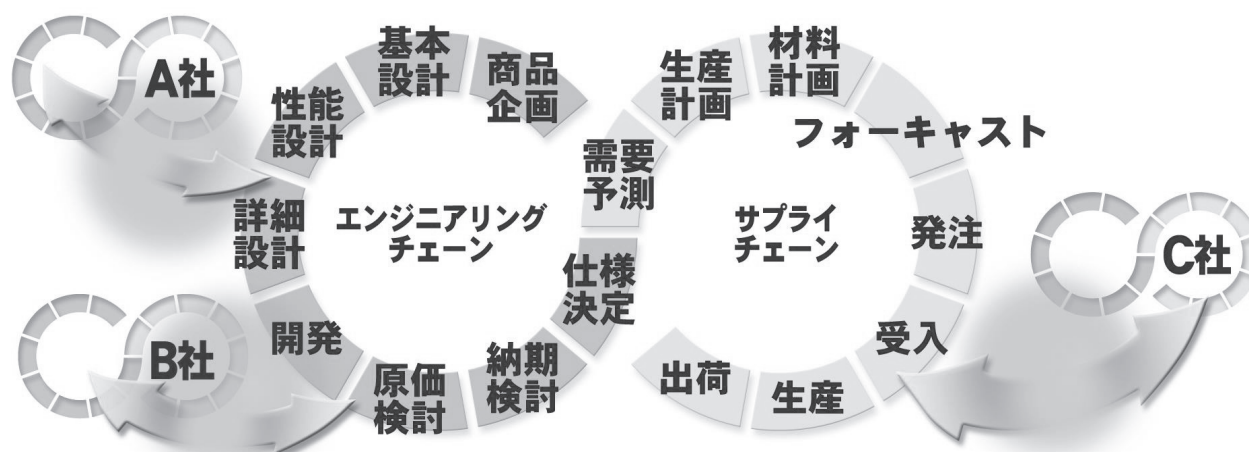 A社
B社
商品
企画
基本
設計
性能
設計
詳細
設計
開発
原価
検討
納期
検討
仕様
決定
エンジニアリング
チェーン
需要
予測
生産
計画
材料
計画
フォーキャスト
発注
受入
生産
出荷
サプライ
チェーン
C社